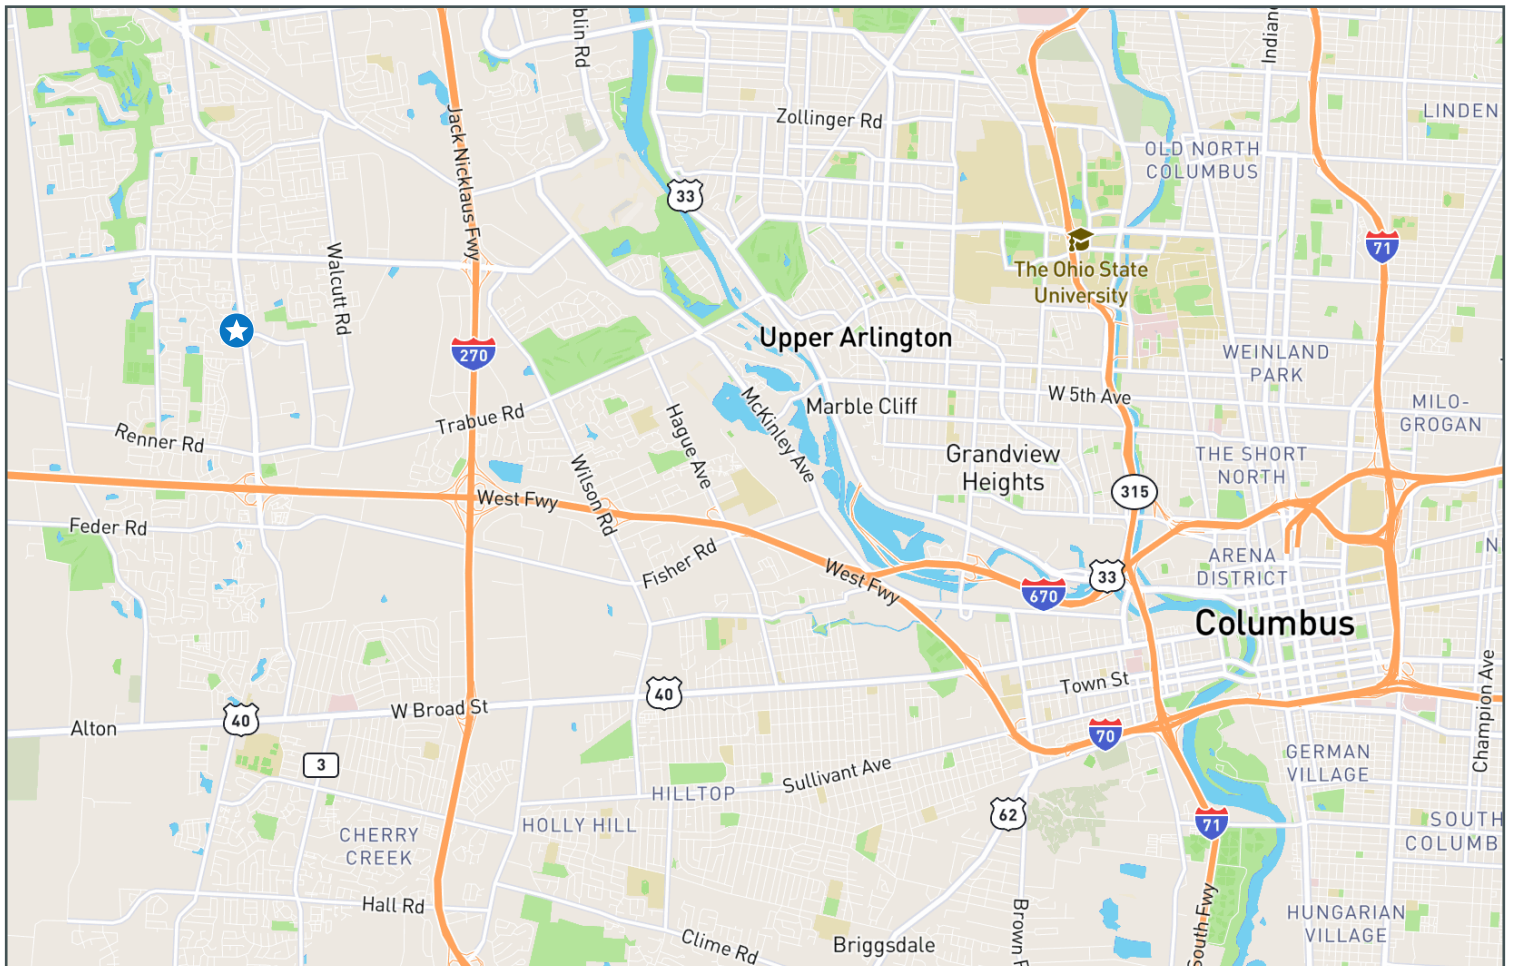 blin Rd
Indian
Jack Nicklaus Fwy
LINDEN
Zollinger Rd
OLD NORTH
COLUMBUS
33
71
Walcutt Rd
The Ohio State
University
Upper Arlington
270
WEINLAND
PARK
W 5th Ave
Marble Cliff
MILO-
GROGAN
McKinley Ave
Hague Ave
Trabue Rd
Renner Rd
Grandview
Heights
THE SHORT
NORTH
Wilson Rd
315
West Fwy
Feder Rd
Fisher Rd
ARENA
DISTRICT
N
West Fwy
33
670
Columbus
Champion Ave
Town St
40
W Broad St
40
Alton
70
3
Sullivant Ave
GERMAN
VILLAGE
HILLTOP
62
71
SOUTH
COLUMB
HOLLY HILL
CHERRY
CREEK
Hall Rd
Brown
South Fwy
HUNGARIAN
VILLAGE
Clime Rd
Briggsdale